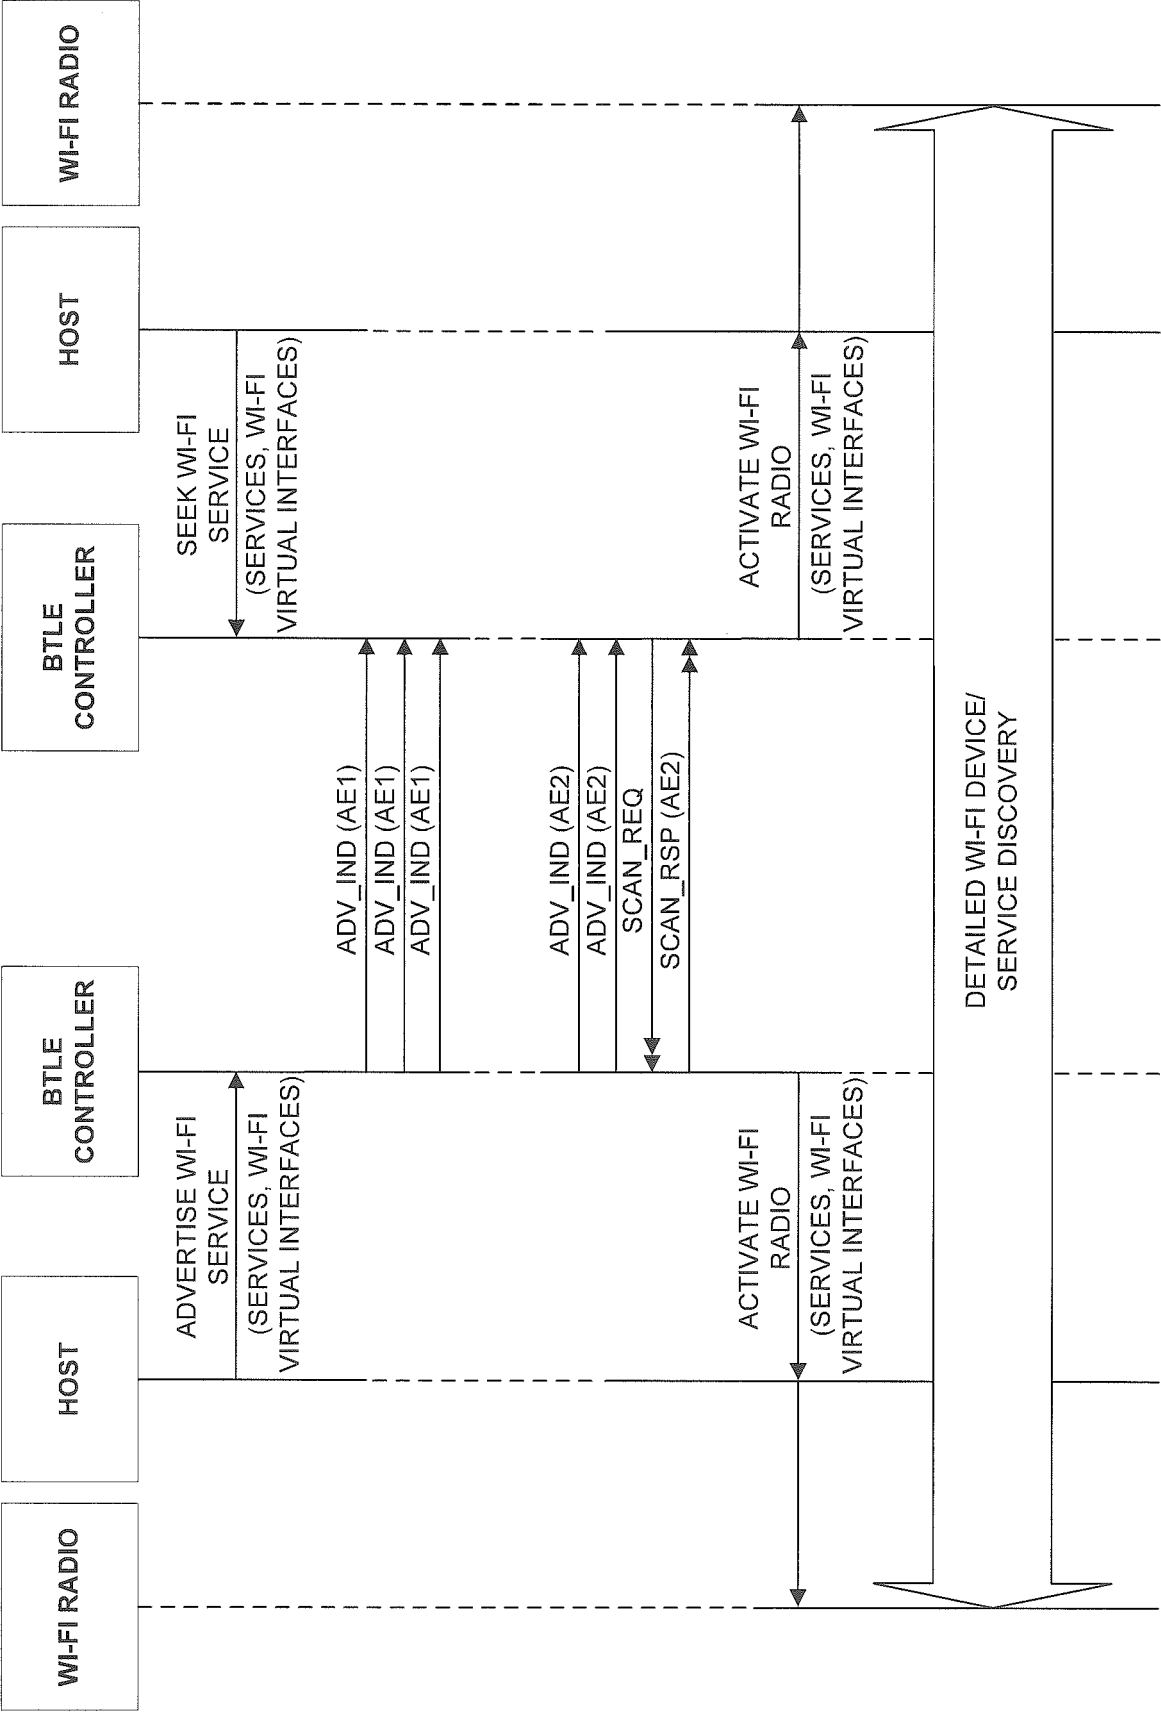 WI-FI RADIO
HOST
BTLE
CONTROLLER
BTLE
CONTROLLER
HOST
WI-FI RADIO
ADVERTISE WI-FI
SERVICE
(SERVICES, WI-FI
VIRTUAL INTERFACES)
SEEK WI-FI
SERVICE
(SERVICES, WI-FI
VIRTUAL INTERFACES)
ADV_IND (AE1)
ADV_IND (AE1)
ADV_IND (AE1)
ADV_IND (AE2)
ADV_IND (AE2)
SCAN_REQ
SCAN_RSP (AE2)
ACTIVATE WI-FI
RADIO
(SERVICES, WI-FI
VIRTUAL INTERFACES)
ACTIVATE WI-FI
RADIO
(SERVICES, WI-FI
VIRTUAL INTERFACES)
DETAILED WI-FI DEVICE/
SERVICE DISCOVERY